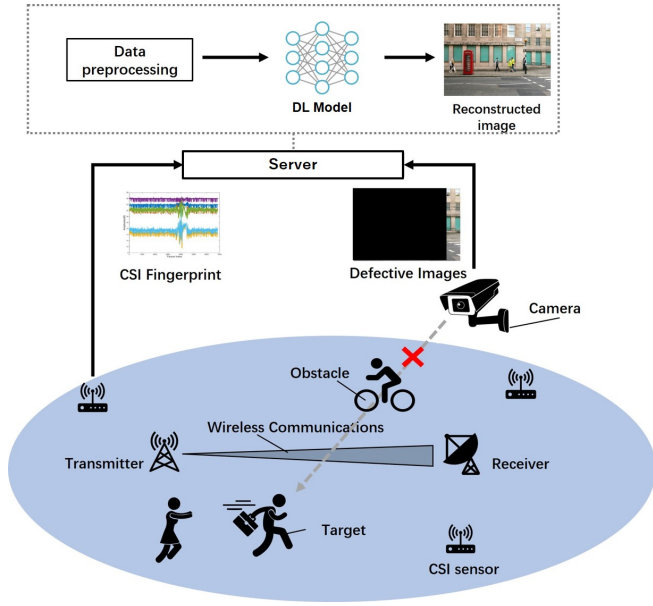 Data
preprocessing
DL Model
Reconstructed
image
Server
CSI Fingerprint
Defective Images
Camera
Obstacle
Wireless Communications
Transmitter
Receiver
Target
CSI sensor